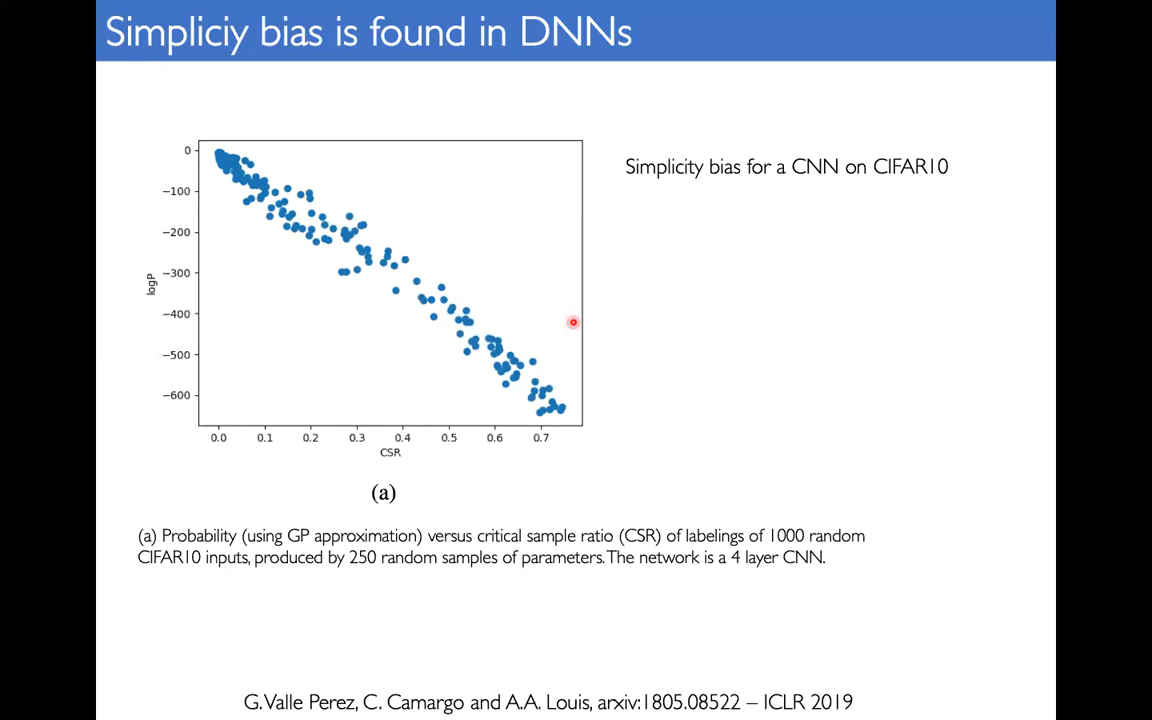 Simpliciy bias is found in DNNs
Simplicity bias for a CNN on CIFAR10
0
−100
−200
−300
−400
−500
−600
logP
0.0 0.1 0.2 0.3 0.4 0.5 0.6 0.7
CSR
(a)
(a) Probability (using GP approximation) versus critical sample ratio (CSR) of labelings of 1000 random
CIFAR10 inputs, produced by 250 random samples of parameters. The network is a 4 layer CNN.
G. Valle Perez, C. Camargo and A.A. Louis, arxiv:1805.08522 – ICLR 2019